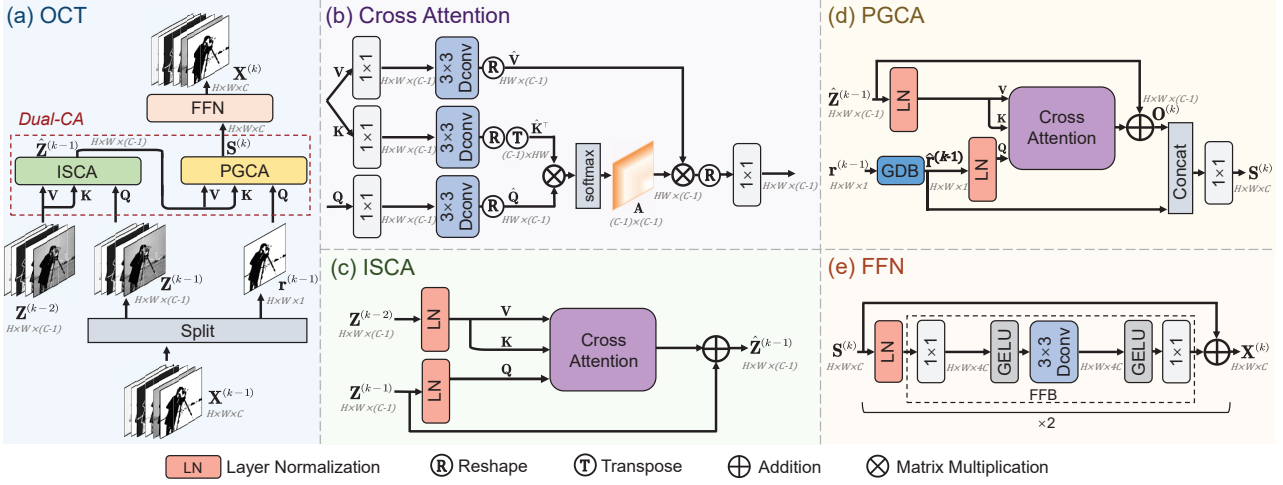 (a) OCT
X^(k)
H×W×C
FFN
H×W×C
Dual-CA
Ẑ^(k-1)
H×W×(C-1)
S^(k)
ISCA
PGCA
V
K
Q
V
K
Q
Z^(k-2)
H×W×(C-1)
Z^(k-1)
H×W×(C-1)
r^(k-1)
H×W×1
Split
X^(k-1)
H×W×C
(b) Cross Attention
V
1×1
H×W×(C-1)
3×3 Dconv
R
V̂
HW×(C-1)
K
1×1
H×W×(C-1)
3×3 Dconv
R
T
K̂^⊤
(C-1)×HW
Q
1×1
H×W×(C-1)
3×3 Dconv
R
Q̂
HW×(C-1)
softmax
A
(C-1)×(C-1)
HW×(C-1)
R
1×1
H×W×(C-1)
(c) ISCA
Z^(k-2)
H×W×(C-1)
LN
V
K
Z^(k-1)
H×W×(C-1)
LN
Q
Cross
Attention
Ẑ^(k-1)
H×W×(C-1)
(d) PGCA
Ẑ^(k-1)
H×W×(C-1)
LN
V
K
Q
Cross
Attention
H×W×(C-1)
O^(k)
r^(k-1)
H×W×1
GDB
r̂^(k-1)
H×W×1
LN
Concat
1×1
S^(k)
H×W×C
(e) FFN
S^(k)
H×W×C
LN
1×1
H×W×4C
GELU
3×3 Dconv
H×W×4C
GELU
1×1
X^(k)
H×W×C
FFB
×2
LN Layer Normalization
R Reshape
T Transpose
Addition
Matrix Multiplication